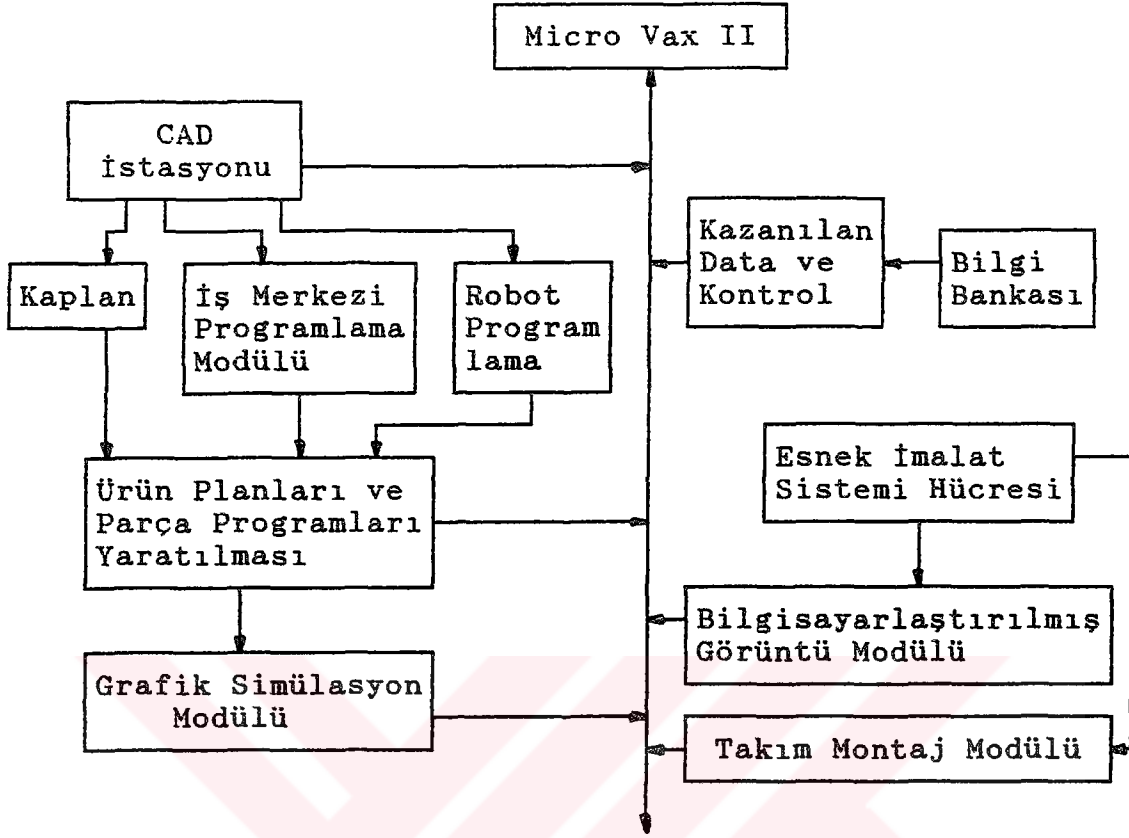 Micro Vax II
CAD
İstasyonu
Kaplan
İş Merkezi
Programlama
Modülü
Robot
Program
lama
Kazanılan
Data ve
Kontrol
Bilgi
Bankası
Ürün Planları ve
Parça Programları
Yaratılması
Esnek İmalat
Sistemi Hücresi
Bilgisayarlaştırılmış
Görüntü Modülü
Grafik Simülasyon
Modülü
Takım Montaj Modülü